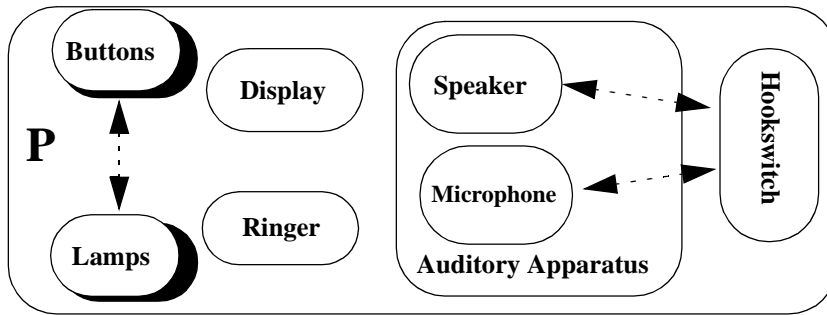 Buttons
Display
P
Lamps
Ringer
Speaker
Microphone
Auditory Apparatus
Hookswitch